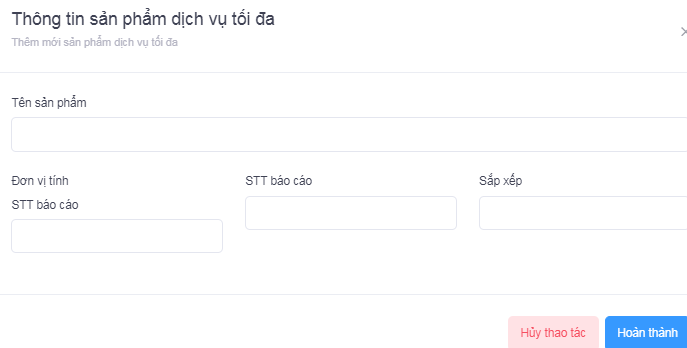 Thông tin sản phẩm dịch vụ tối đa
Thêm mới sản phẩm dịch vụ tối đa
Tên sản phẩm
Đơn vị tính
STT báo cáo
STT báo cáo
Sắp xếp
Hủy thao tác
Hoàn thành